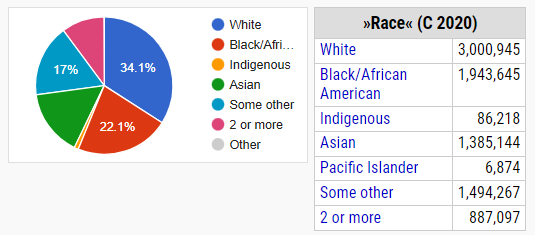 34.1%
22.1%
17%
White
Black/Afri…
Indigenous
Asian
Some other
2 or more
Other
»Race« (C 2020)
White 3,000,945
Black/African 1,943,645
American
Indigenous 86,218
Asian 1,385,144
Pacific Islander 6,874
Some other 1,494,267
2 or more 887,097